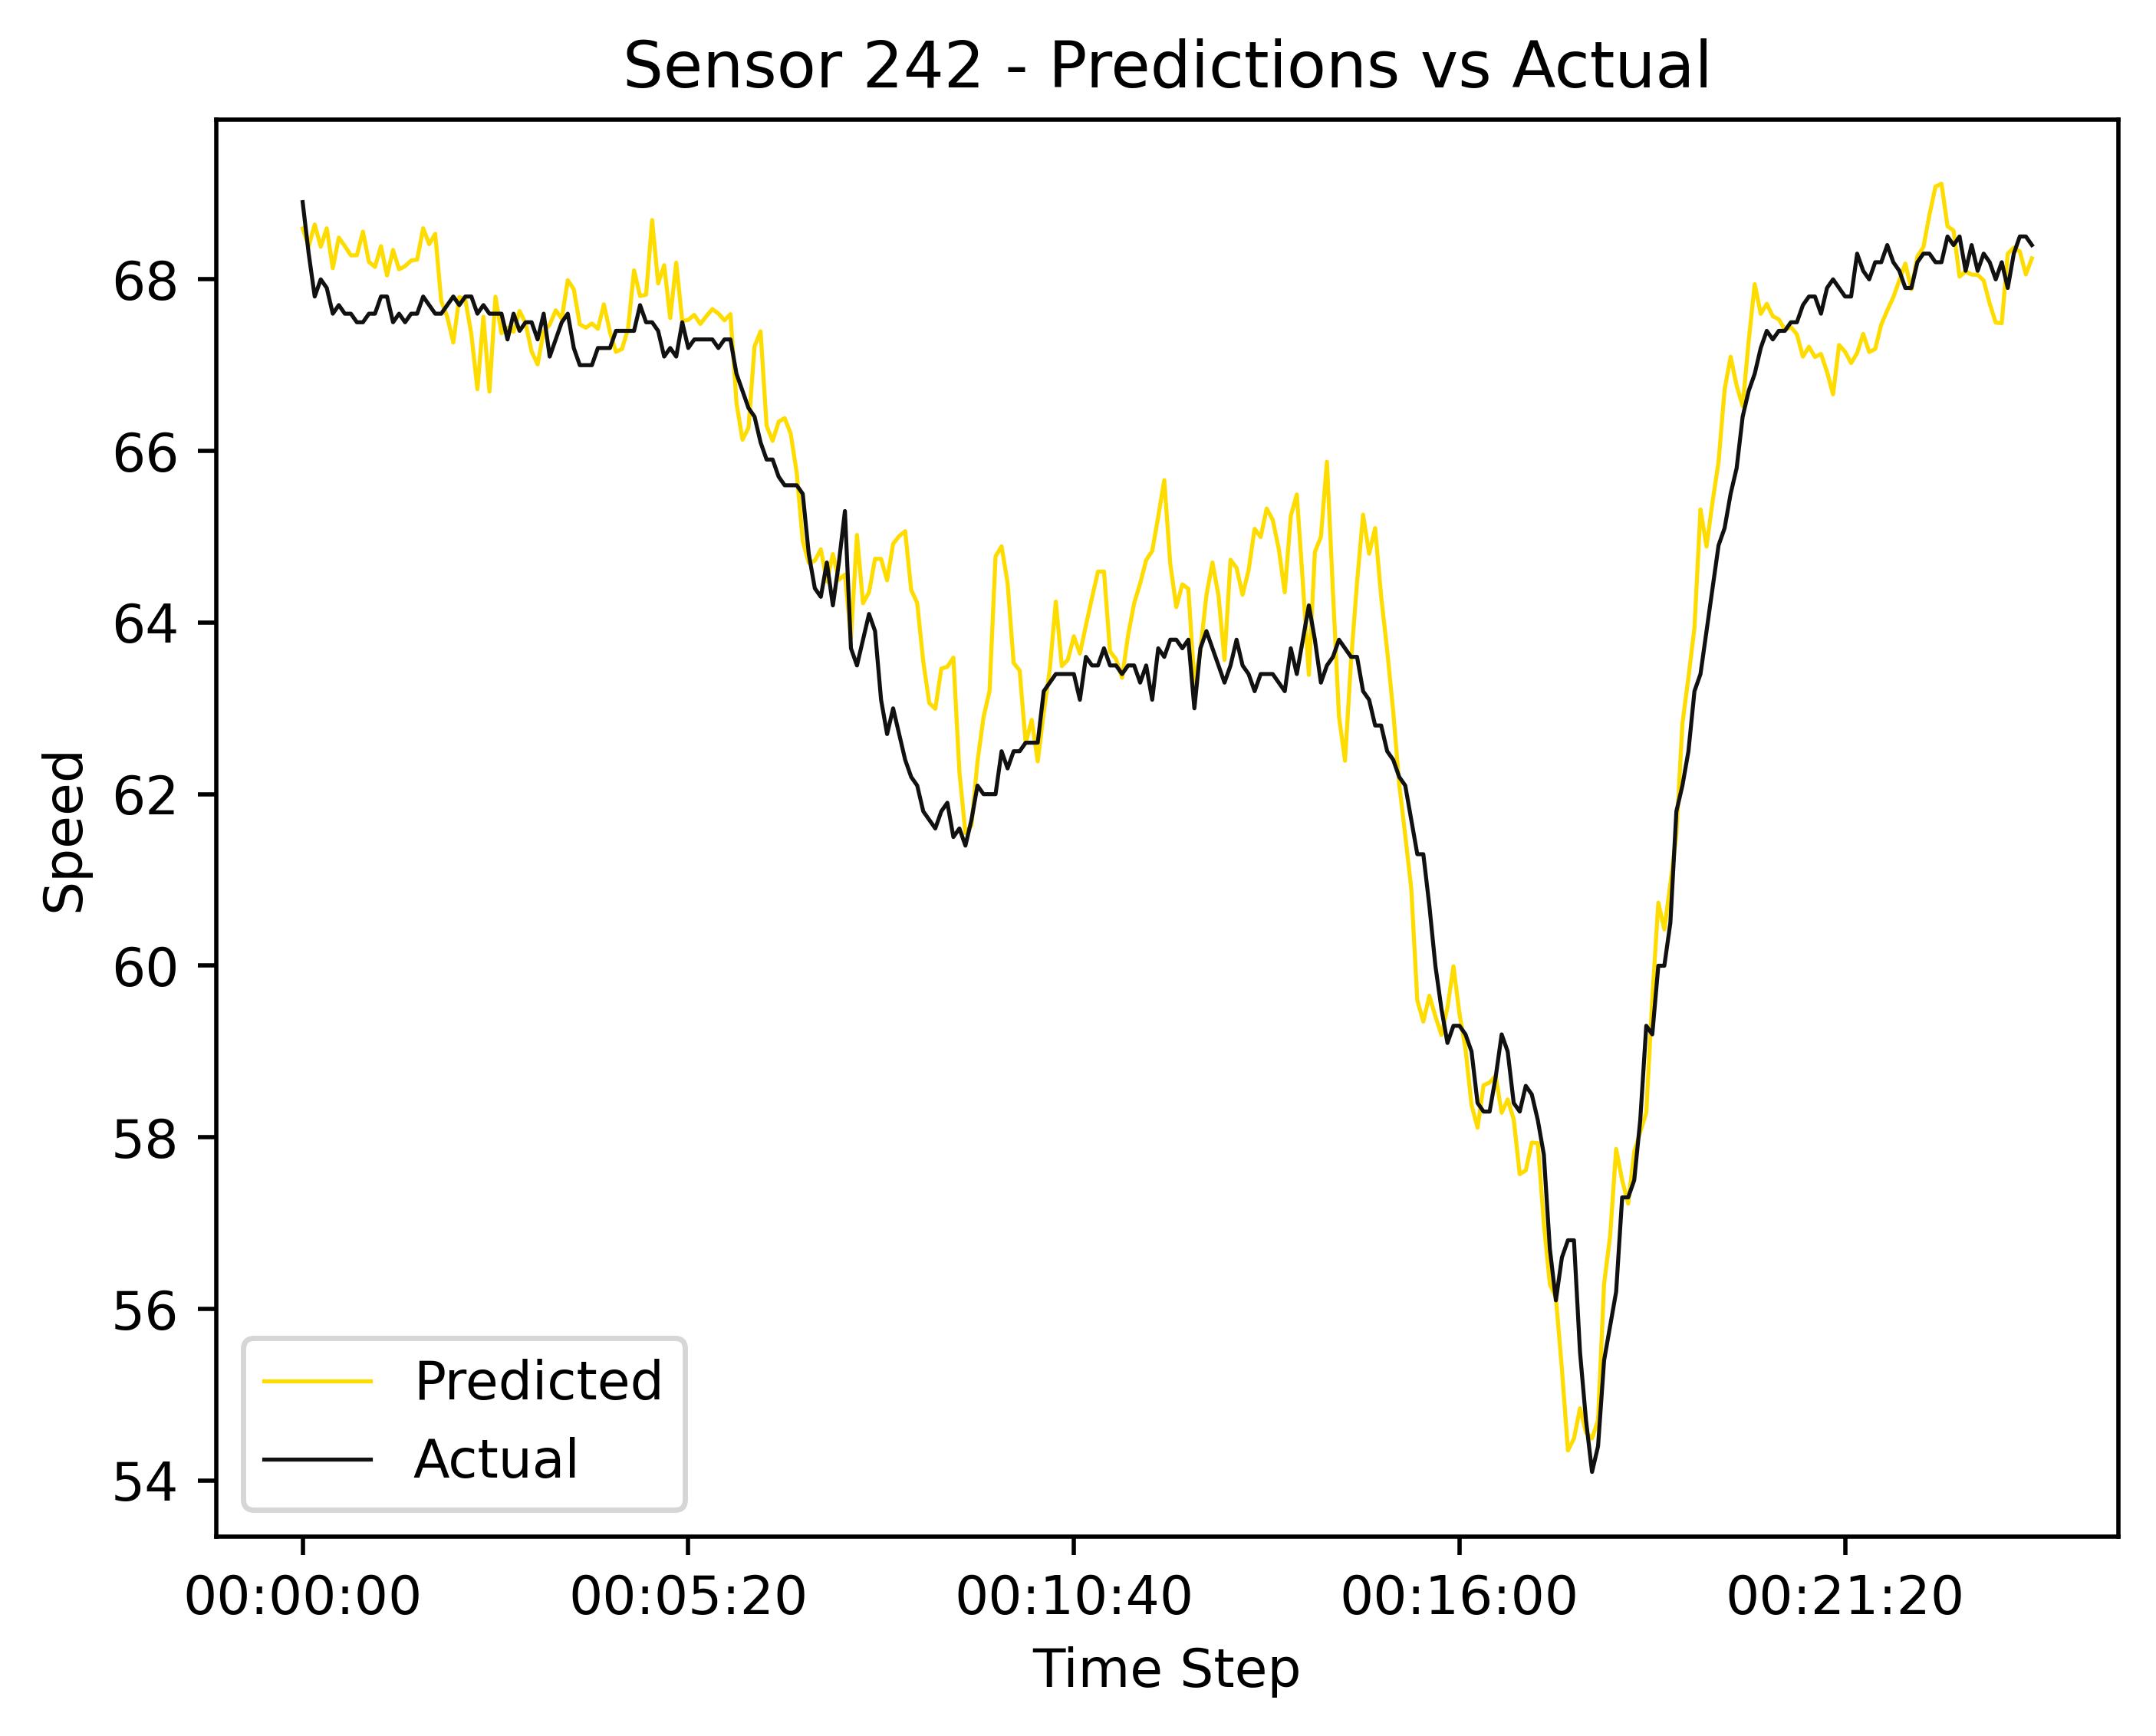 Sensor 242 - Predictions vs Actual
Speed
68
66
64
62
60
58
56
54
Predicted
Actual
00:00:00 00:05:20 00:10:40 00:16:00 00:21:20
Time Step